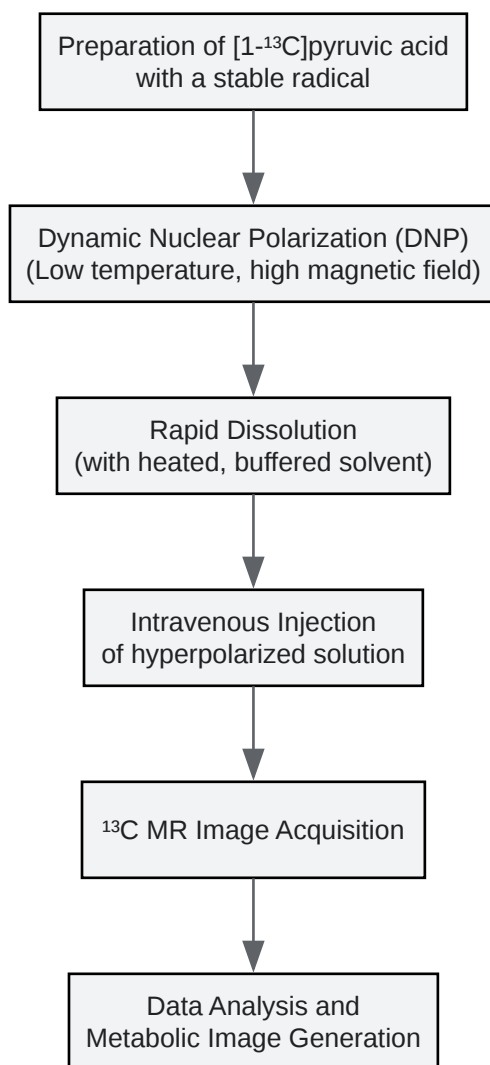 Preparation of [1-¹³C]pyruvic acid
with a stable radical
Dynamic Nuclear Polarization (DNP)
(Low temperature, high magnetic field)
Rapid Dissolution
(with heated, buffered solvent)
Intravenous Injection
of hyperpolarized solution
¹³C MR Image Acquisition
Data Analysis and
Metabolic Image Generation